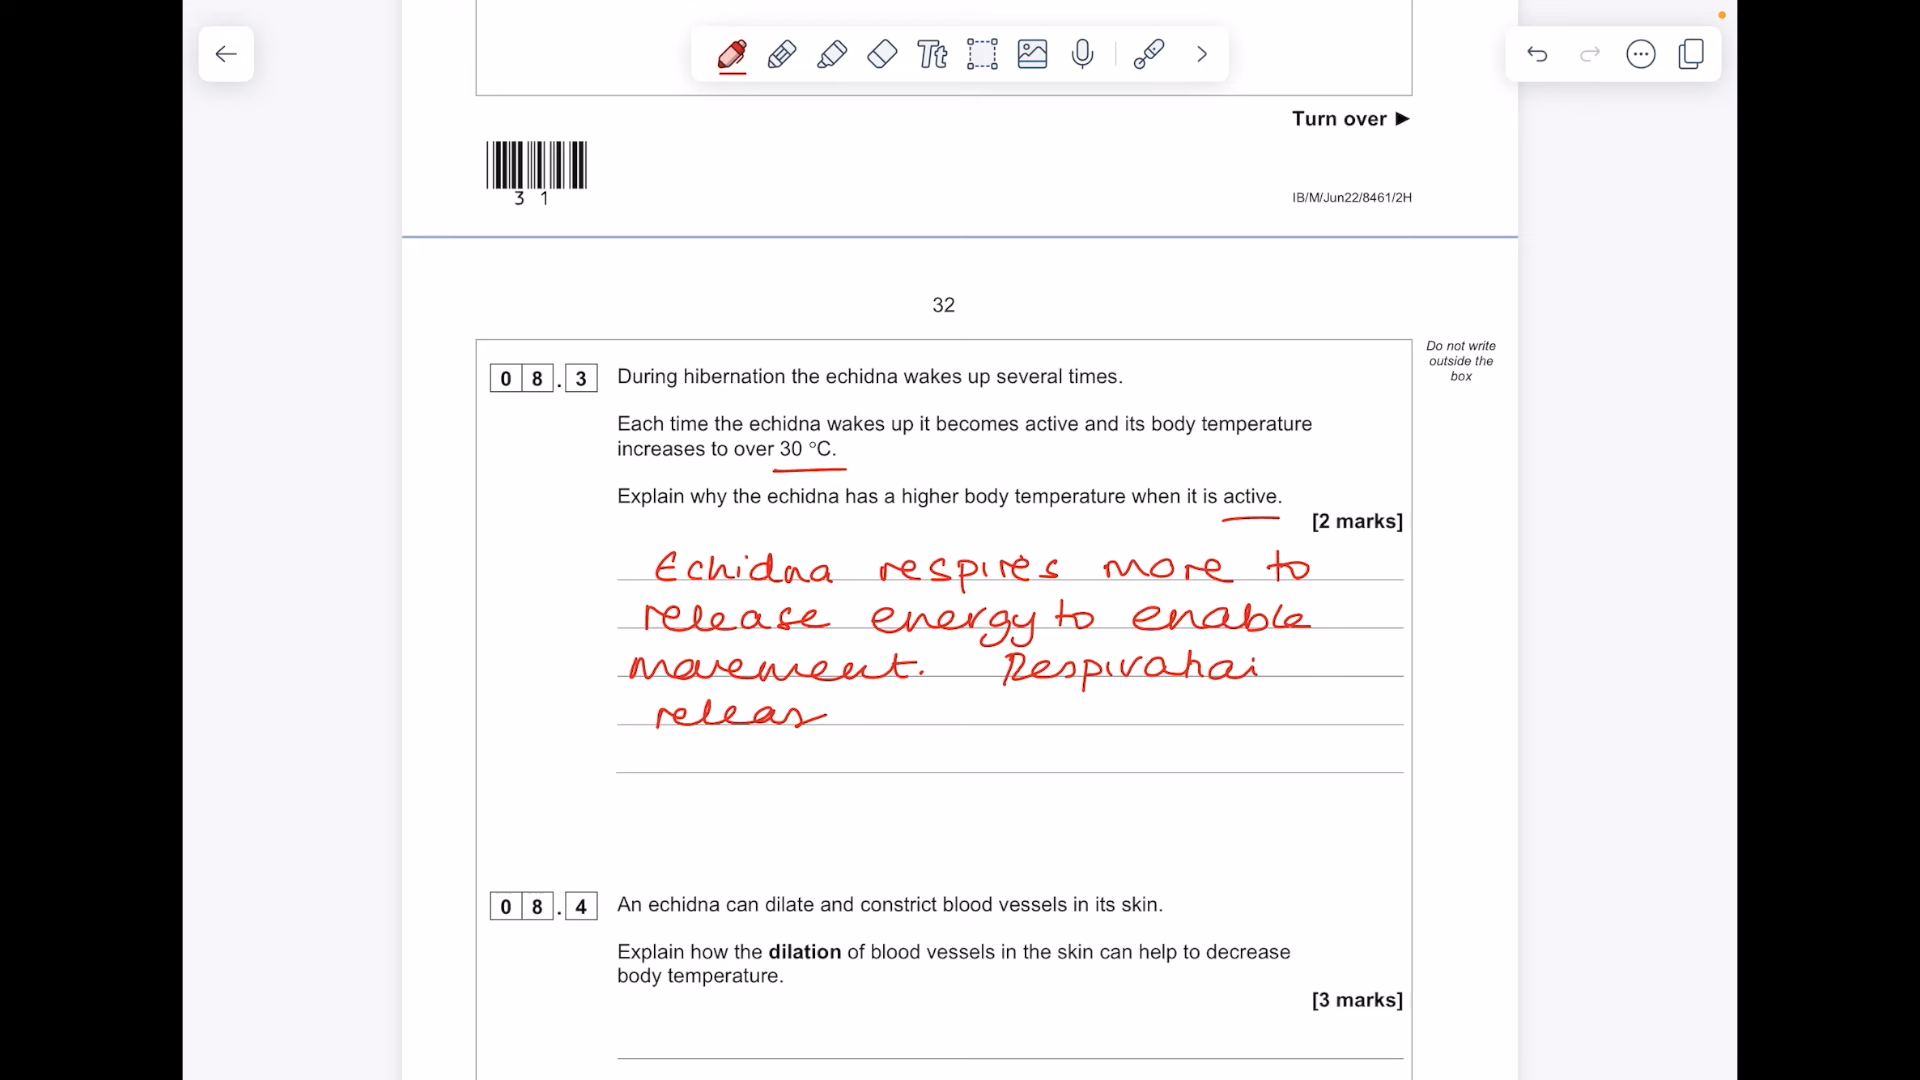 Tt
Turn over ►
3 1
IB/M/Jun22/8461/2H
32
Do not write
outside the
box
0 8 . 3 During hibernation the echidna wakes up several times.
Each time the echidna wakes up it becomes active and its body temperature
increases to over 30 °C.
Explain why the echidna has a higher body temperature when it is active.
[2 marks]
Echidna respires more to
release energy to enable
movement. Respiratiai
releas
0 8 . 4 An echidna can dilate and constrict blood vessels in its skin.
Explain how the dilation of blood vessels in the skin can help to decrease
body temperature.
[3 marks]